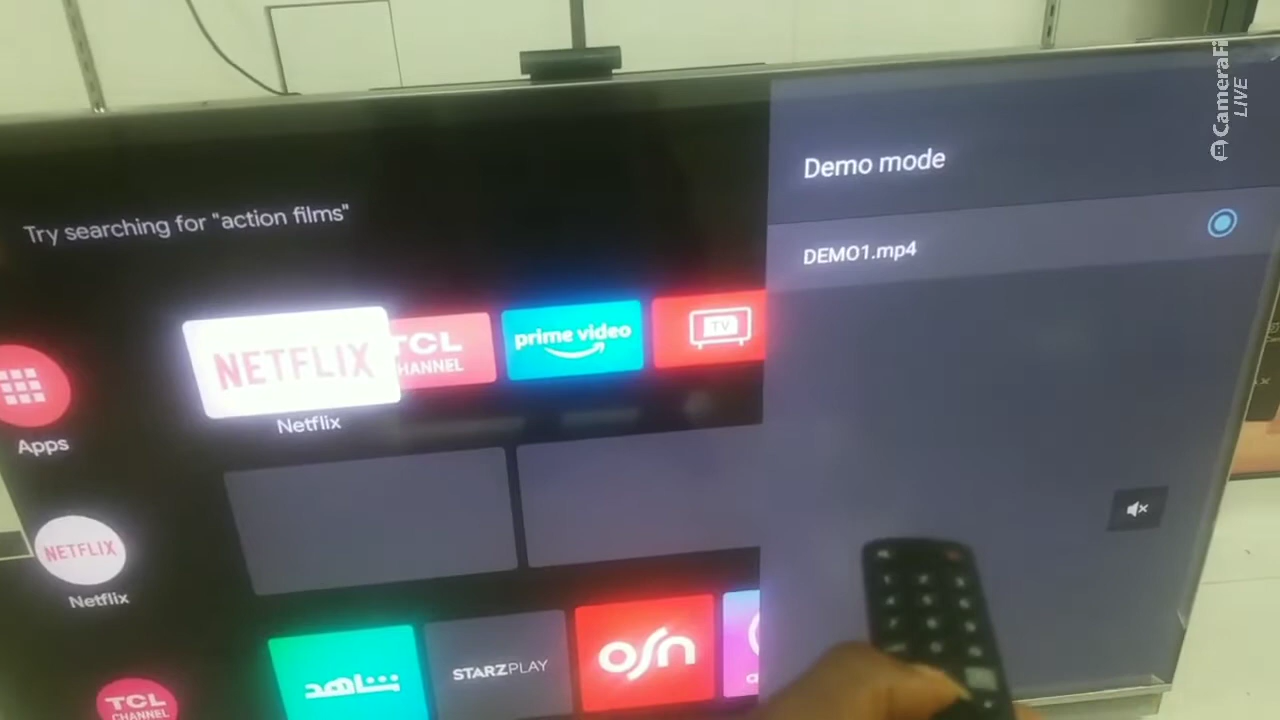 CameraFi
LIVE
Demo mode
Try searching for "action films"
DEMO1.mp4
NETFLIX
TCL
CHANNEL
prime video
TV
Netflix
Apps
NETFLIX
Netflix
شاهد
STARZPLAY
OSN
TCL
CHANNEL